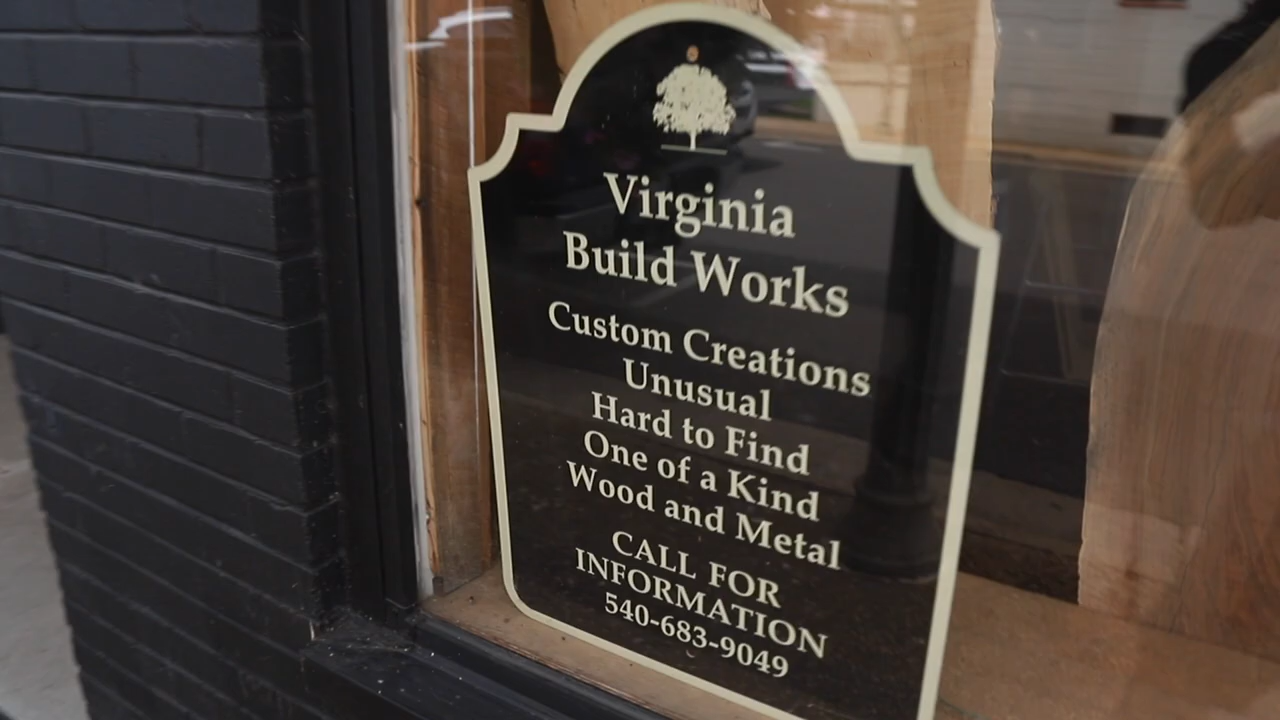 Virginia
Build Works
Custom Creations
Unusual
Hard to Find
One of a Kind
Wood and Metal
CALL FOR
INFORMATION
540-683-9049